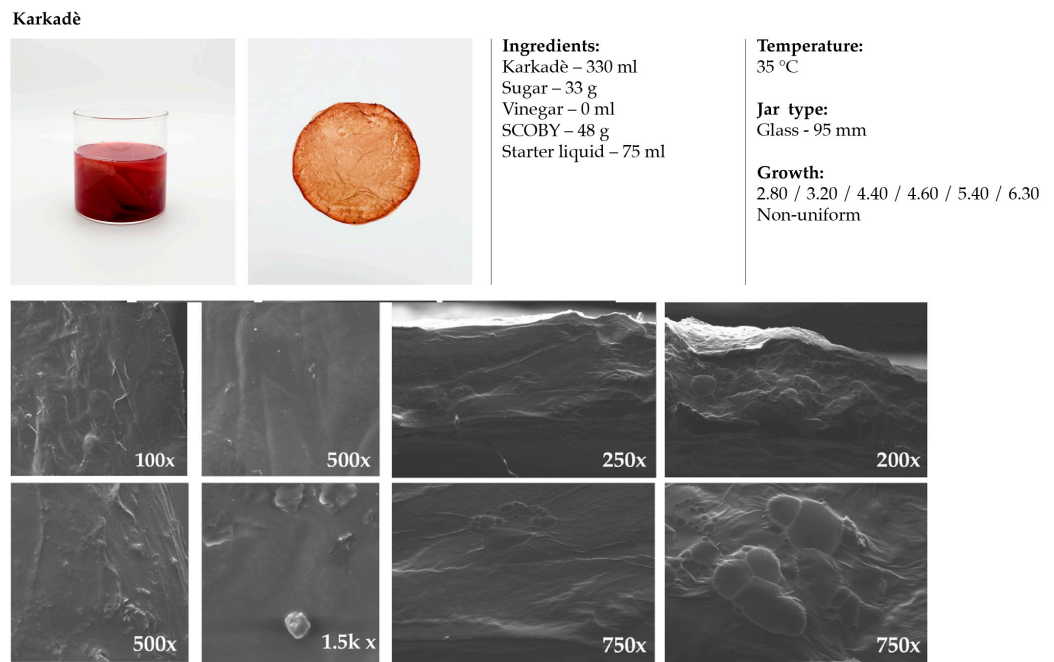 Karkadè
Ingredients:
Karkadè – 330 ml
Sugar – 33 g
Vinegar – 0 ml
SCOBY – 48 g
Starter liquid – 75 ml
Temperature:
35 °C
Jar type:
Glass - 95 mm
Growth:
2.80 / 3.20 / 4.40 / 4.60 / 5.40 / 6.30
Non-uniform
100x
500x
250x
200x
500x
1.5k x
750x
750x